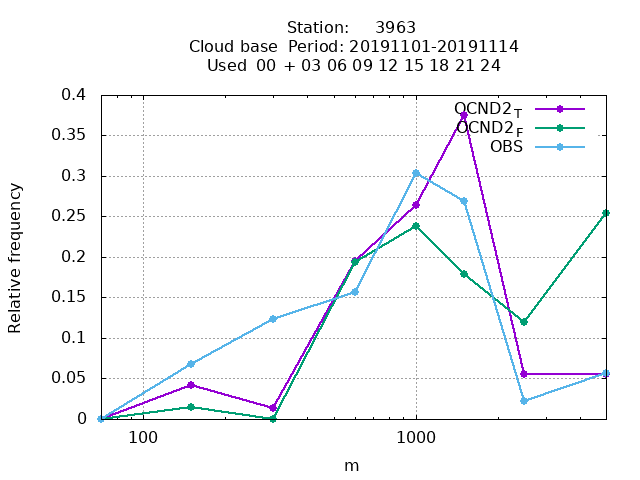 Station:     3963
Cloud base  Period: 20191101-20191114
Used  00 + 03 06 09 12 15 18 21 24
0.4
0.35
0.3
0.25
0.2
0.15
0.1
0.05
0
Relative frequency
OCND2_T
OCND2_F
OBS
100
1000
m